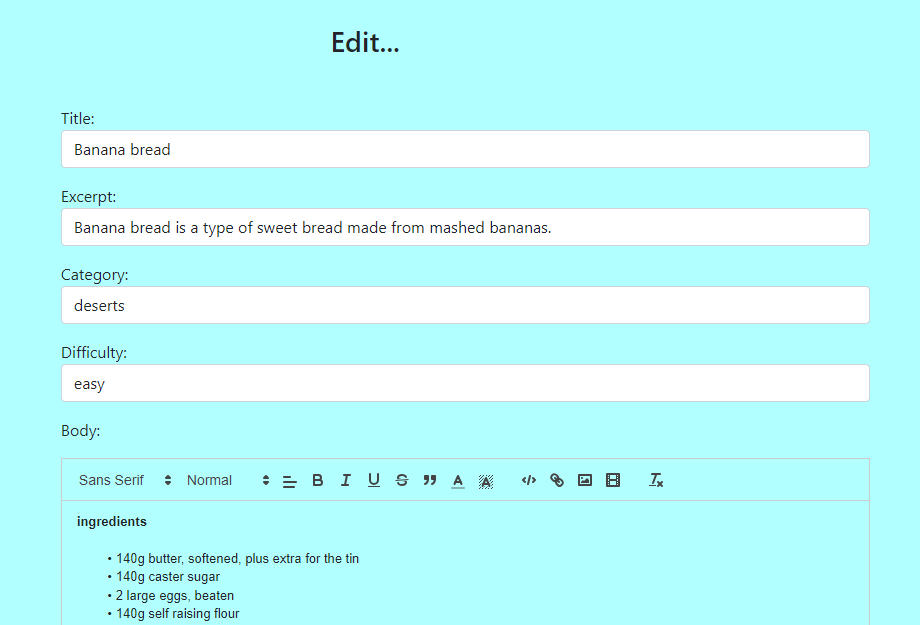 Edit...
Title:
Banana bread
Excerpt:
Banana bread is a type of sweet bread made from mashed bananas.
Category:
deserts
Difficulty:
easy
Body:
Sans Serif Normal
ingredients
• 140g butter, softened, plus extra for the tin
• 140g caster sugar
• 2 large eggs, beaten
• 140g self raising flour